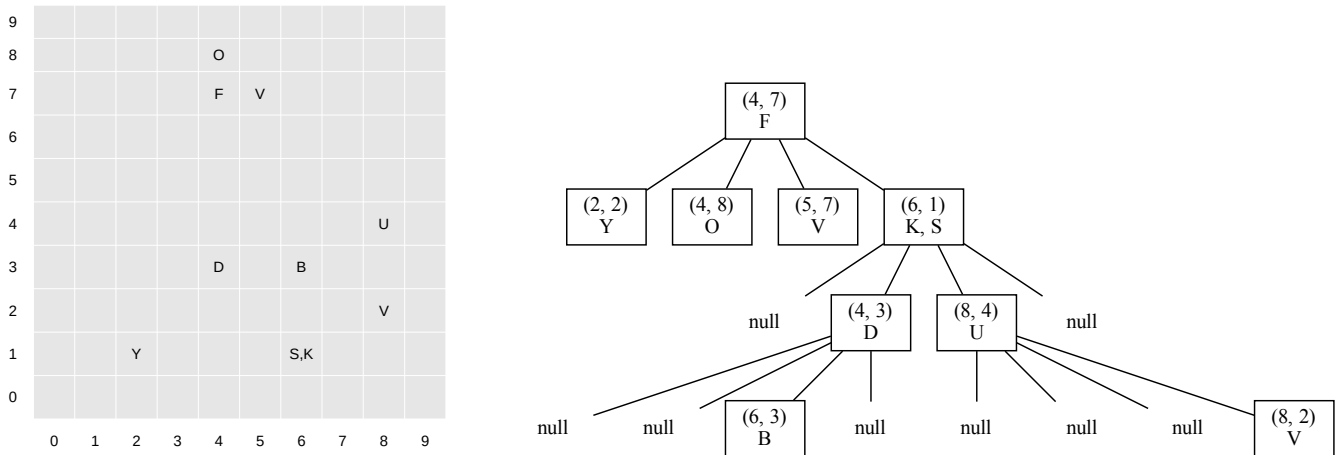 9
8 O
7 F V
6
5
4 U
3 D B
2 V
1 Y S,K
0
0 1 2 3 4 5 6 7 8 9
(4, 7)
F
(2, 2) (4, 8) (5, 7) (6, 1)
Y O V K, S
null (4, 3) (8, 4) null
D U
null null (6, 3) null null null null (8, 2)
B V